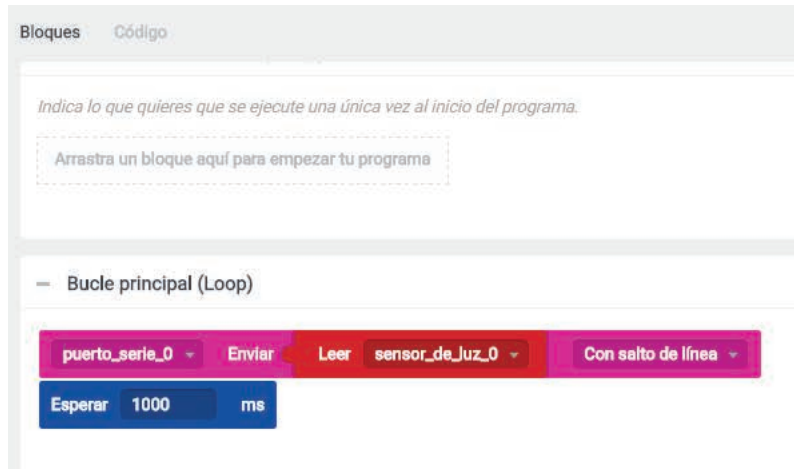 Bloques Código
Indica lo que quieres que se ejecute una única vez al inicio del programa.
Arrastra un bloque aquí para empezar tu programa
Bucle principal (Loop)
puerto_serie_0 Enviar Leer sensor_de_luz_0 Con salto de línea
Esperar 1000 ms